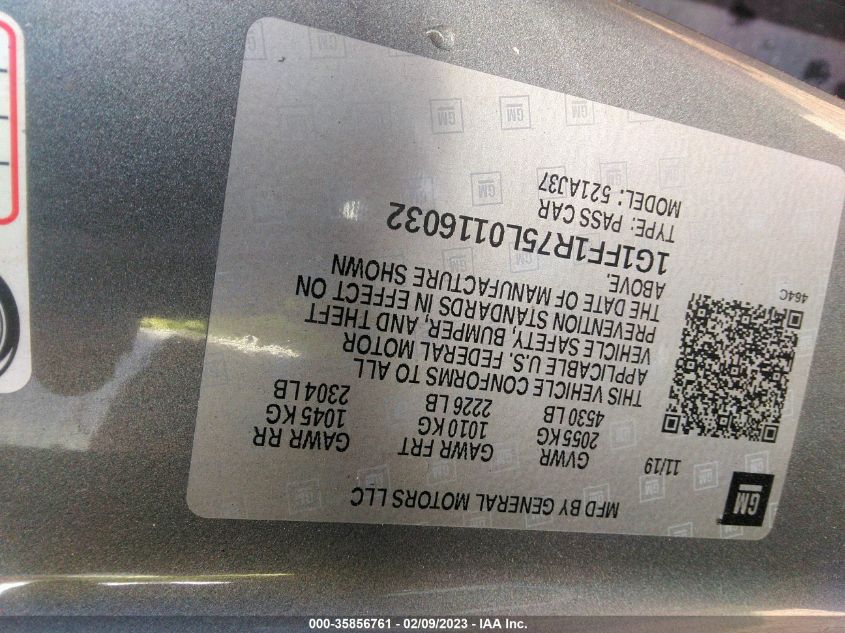 GM
MFD BY GENERAL MOTORS LLC
11/19
GVWR GAWR FRT GAWR RR
2055 KG 1010 KG 1045 KG
4530 LB 2226 LB 2304 LB
THIS VEHICLE CONFORMS TO ALL
APPLICABLE U.S. FEDERAL MOTOR
VEHICLE SAFETY, BUMPER, AND THEFT
PREVENTION STANDARDS IN EFFECT ON
THE DATE OF MANUFACTURE SHOWN
ABOVE.
1G1FF1R75L0116032
TYPE: PASS CAR
MODEL: 521AJ37
464C
000-35856761 - 02/09/2023 - IAA Inc.